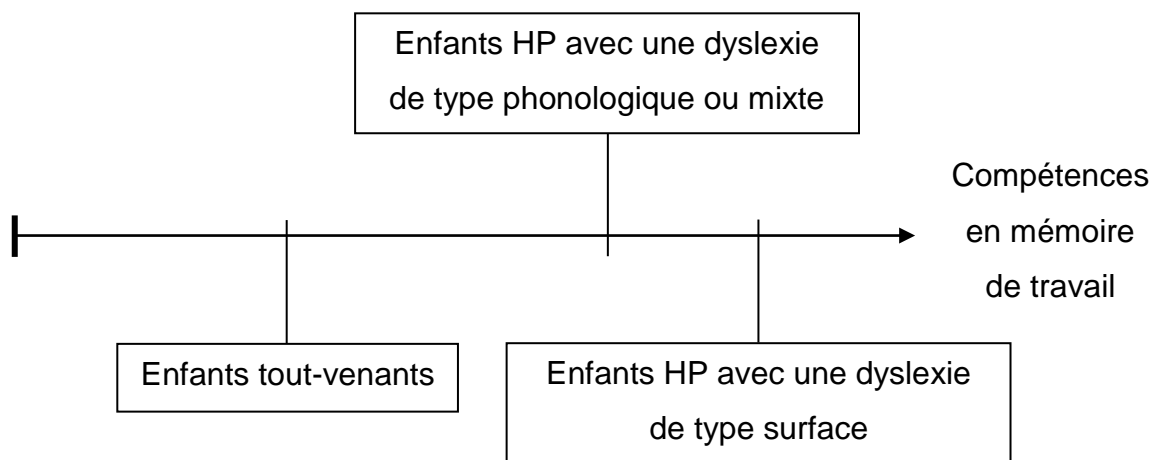 Enfants HP avec une dyslexie
de type phonologique ou mixte
Compétences
en mémoire
de travail
Enfants tout-venants
Enfants HP avec une dyslexie
de type surface